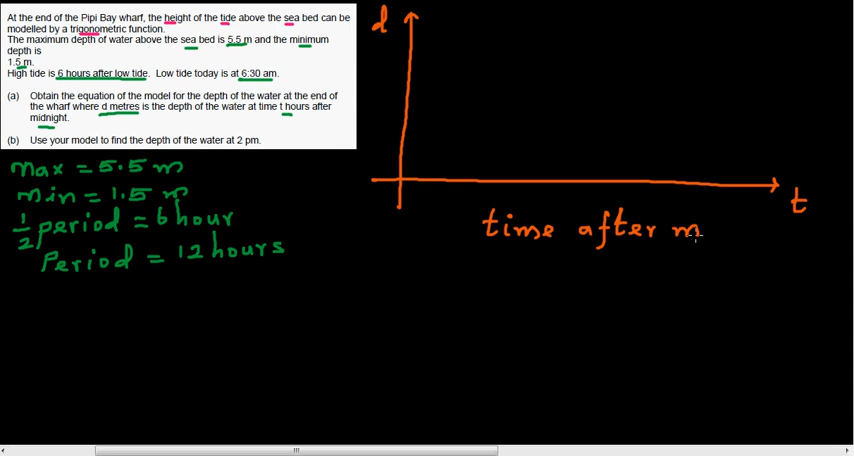 At the end of the Pipi Bay wharf, the height of the tide above the sea bed can be
modelled by a trigonometric function.
The maximum depth of water above the sea bed is 5.5 m and the minimum
depth is
1.5 m.
High tide is 6 hours after low tide. Low tide today is at 6:30 am.
(a) Obtain the equation of the model for the depth of the water at the end of
the wharf where d metres is the depth of the water at time t hours after
midnight.
(b) Use your model to find the depth of the water at 2 pm.
max = 5.5 m
min = 1.5 m
1/2 period = 6 hour
Period = 12 hours
d
t
time after m